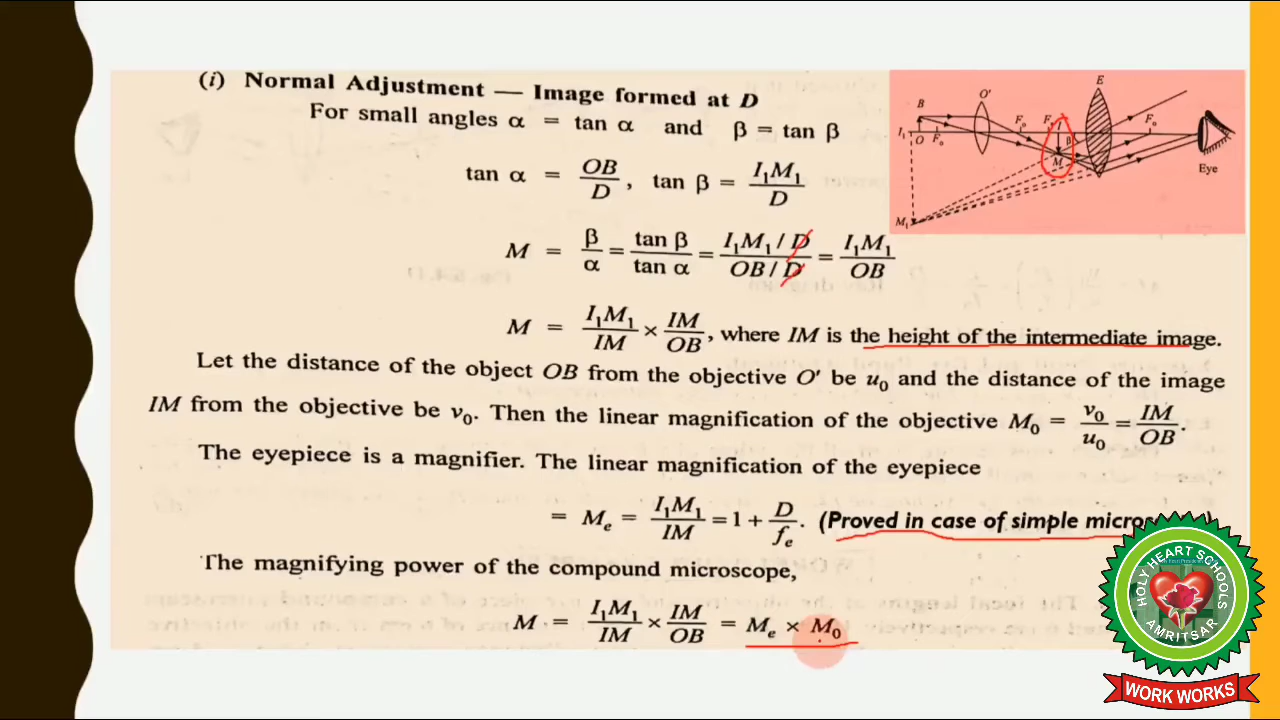 (i) Normal Adjustment — Image formed at D
For small angles α = tan α and β = tan β
tan α = OB/D, tan β = I₁M₁/D
M = β/α = tan β/tan α = (I₁M₁ / D)/(OB / D) = I₁M₁/OB
M = I₁M₁/IM × IM/OB, where IM is the height of the intermediate image.
Let the distance of the object OB from the objective O' be u₀ and the distance of the image
IM from the objective be v₀. Then the linear magnification of the objective M₀ = v₀/u₀ = IM/OB.
The eyepiece is a magnifier. The linear magnification of the eyepiece
= Mₑ = I₁M₁/IM = 1 + D/fₑ. (Proved in case of simple
The magnifying power of the compound microscope,
M = I₁M₁/IM × IM/OB = Mₑ × M₀
B O' E
I₁ O F₀ F₀ I β Fₑ
M
M₁
Eye
HOLY HEART SCHOOLS
AMRITSAR
WORK WORKS